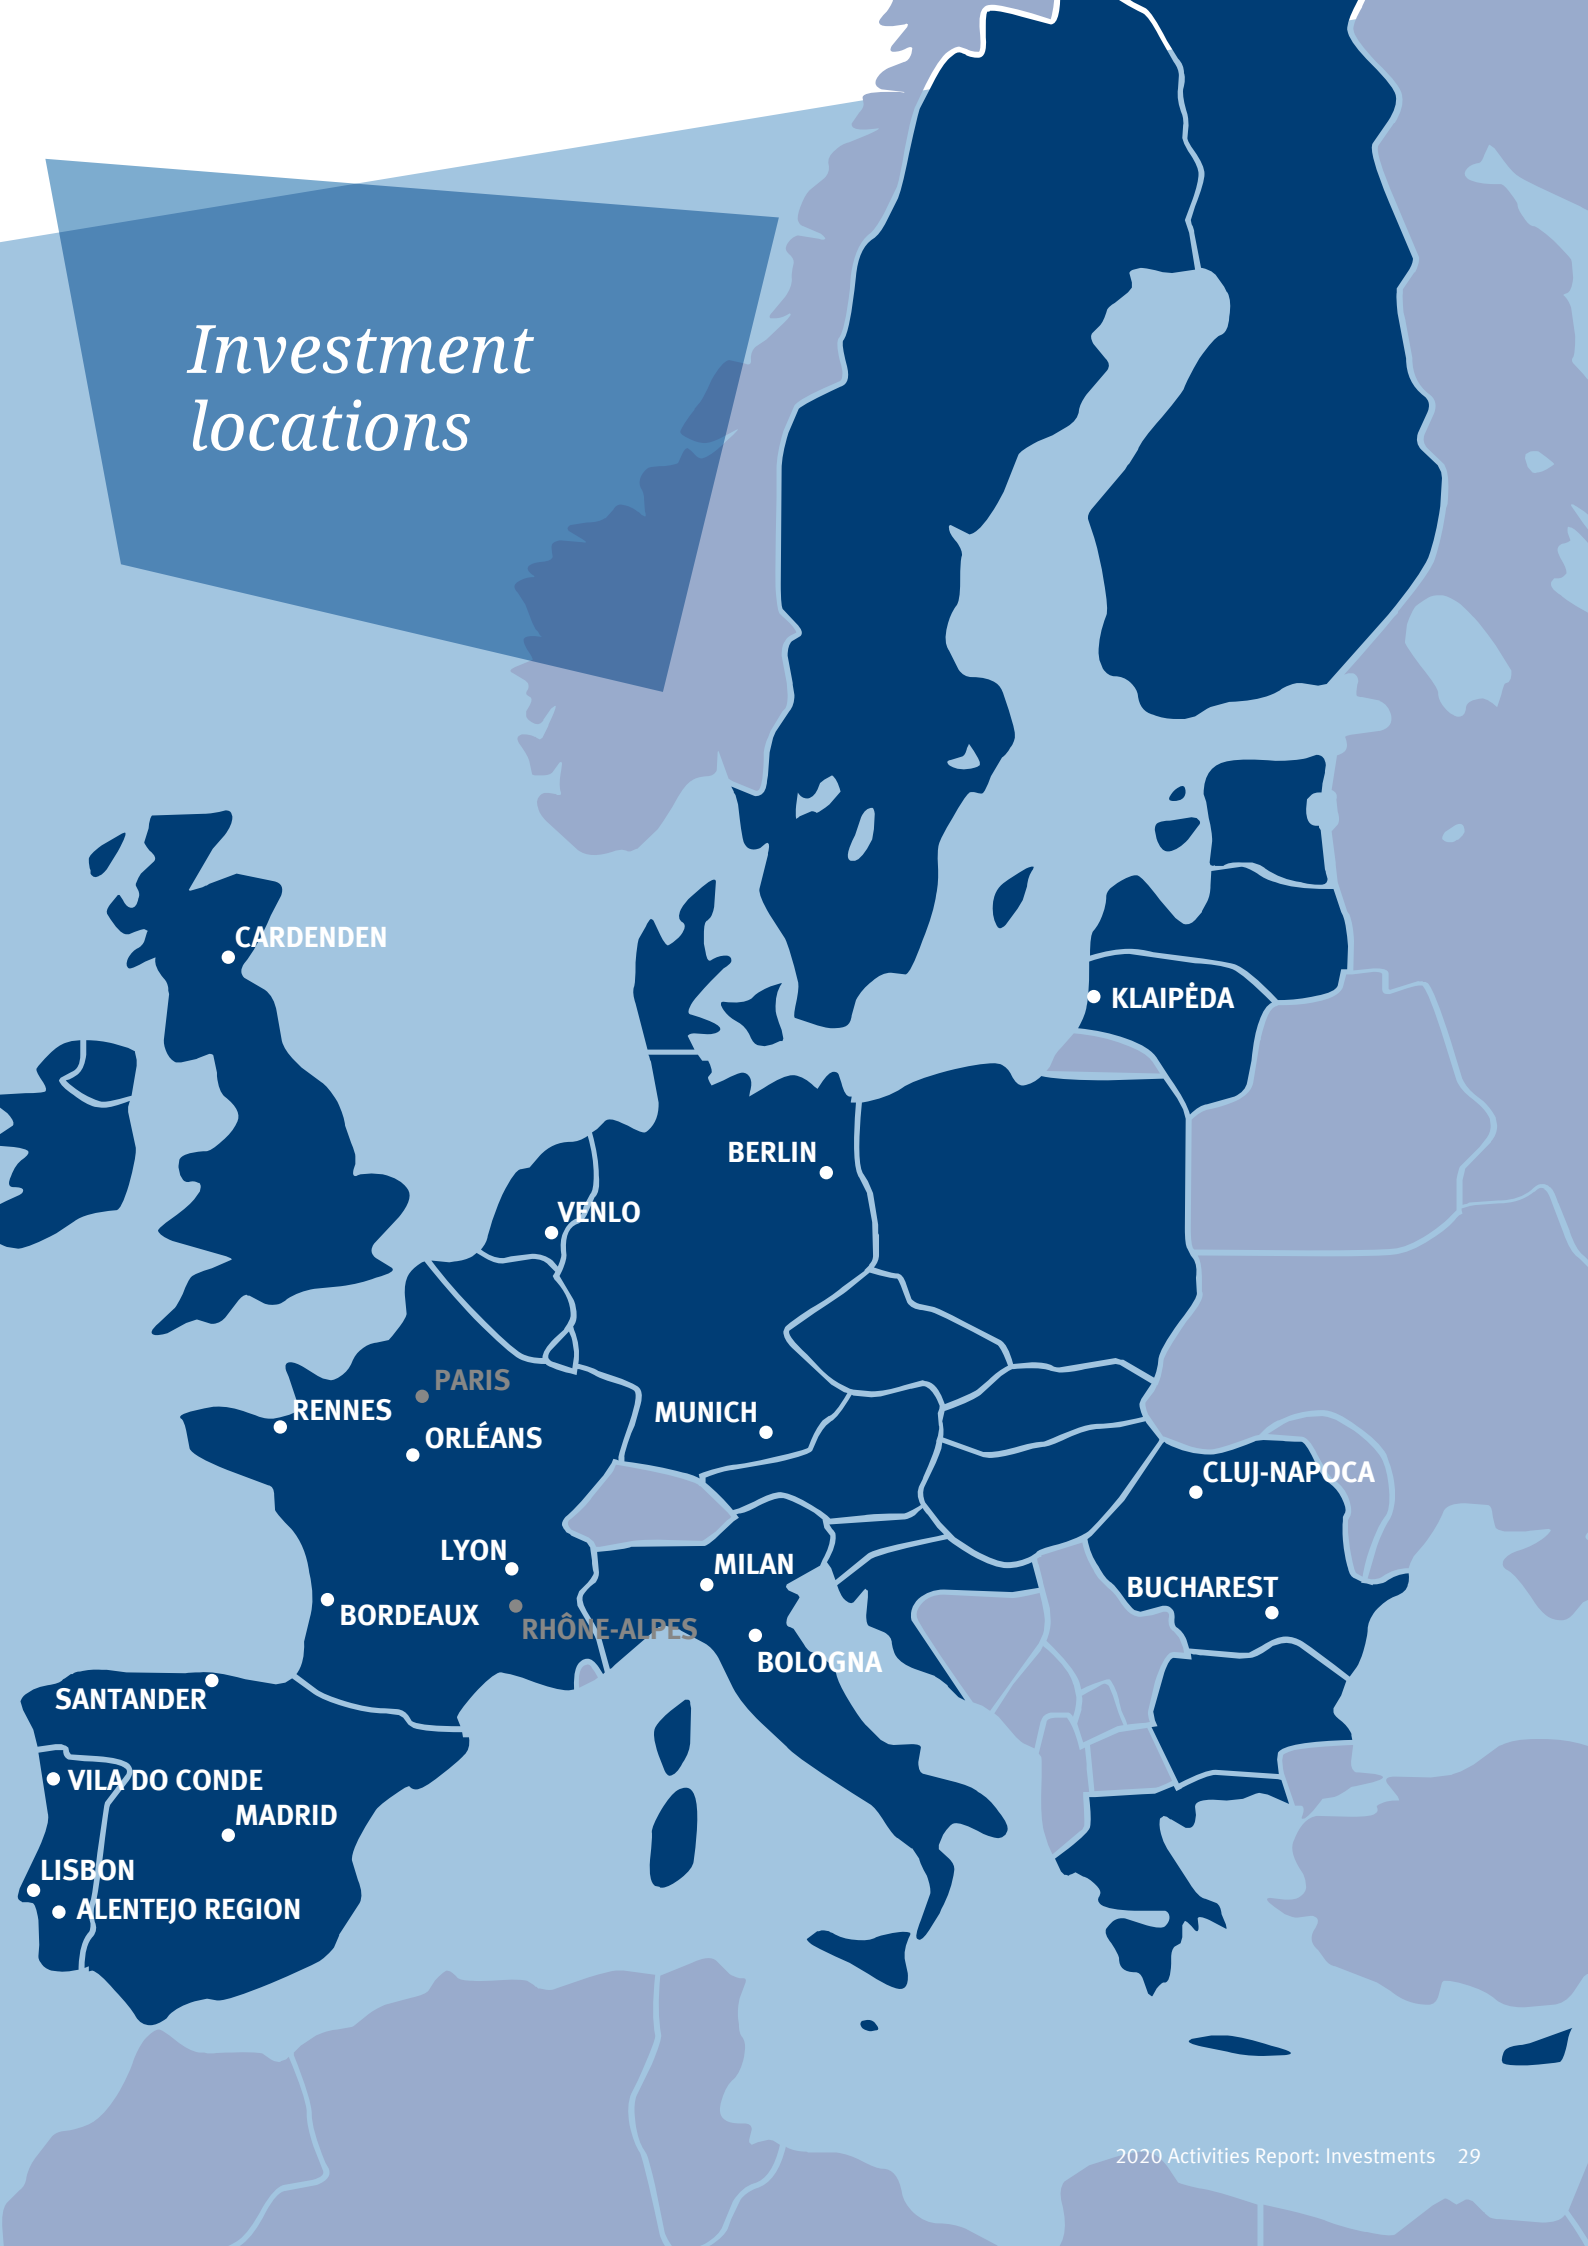 Investment
locations
CARDENDEN
KLAIPĖDA
BERLIN
VENLO
PARIS
RENNES
MUNICH
ORLÉANS
CLUJ-NAPOCA
LYON
MILAN
BUCHAREST
BORDEAUX
RHÔNE-ALPES
BOLOGNA
SANTANDER
VILA DO CONDE
MADRID
LISBON
ALENTEJO REGION
2020 Activities Report: Investments 29